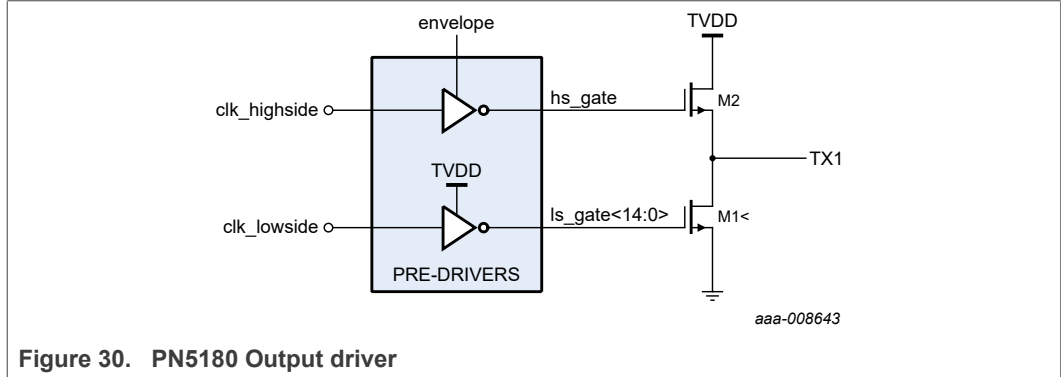 envelope
TVDD
clk_highside
hs_gate
M2
TX1
TVDD
clk_lowside
ls_gate<14:0>
M1<
PRE-DRIVERS
aaa-008643
Figure 30. PN5180 Output driver